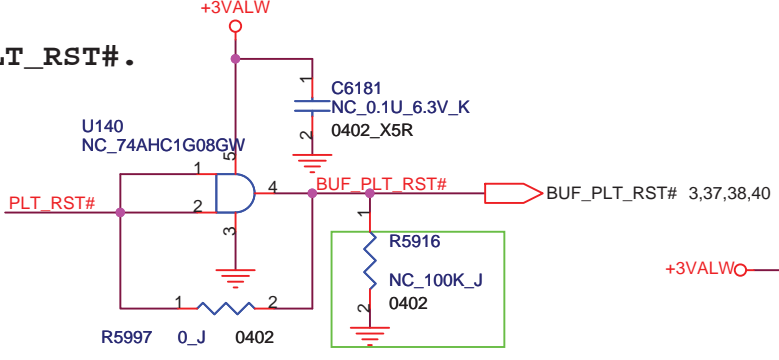 +3VALW
LT_RST#.
1
C6181
NC_0.1U_6.3V_K
0402_X5R
2
U140
NC_74AHC1G08GW
5
1
4
BUF_PLT_RST#
BUF_PLT_RST# 3,37,38,40
PLT_RST#
2
3
1
R5916
NC_100K_J
0402
2
+3VALW
1
2
R5997 0_J 0402